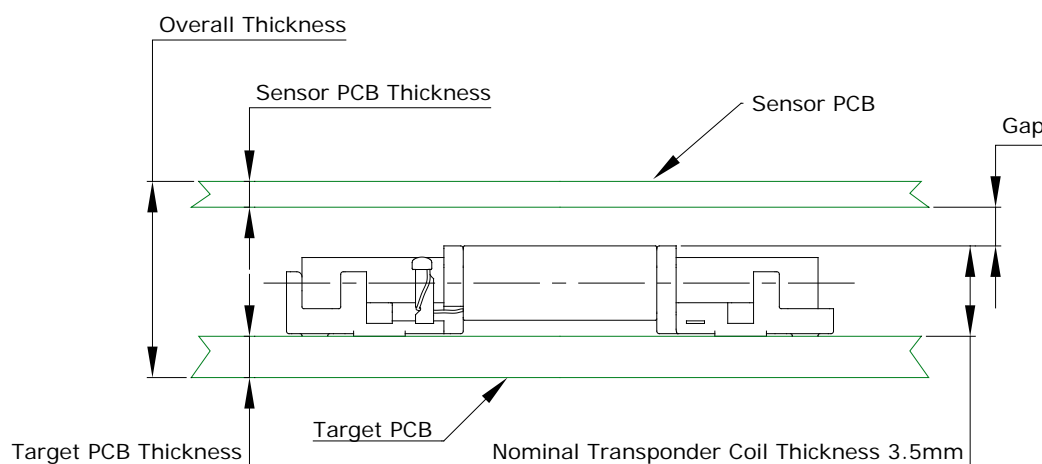 Overall Thickness
Sensor PCB Thickness
Sensor PCB
Gap
Target PCB
Target PCB Thickness
Nominal Transponder Coil Thickness 3.5mm